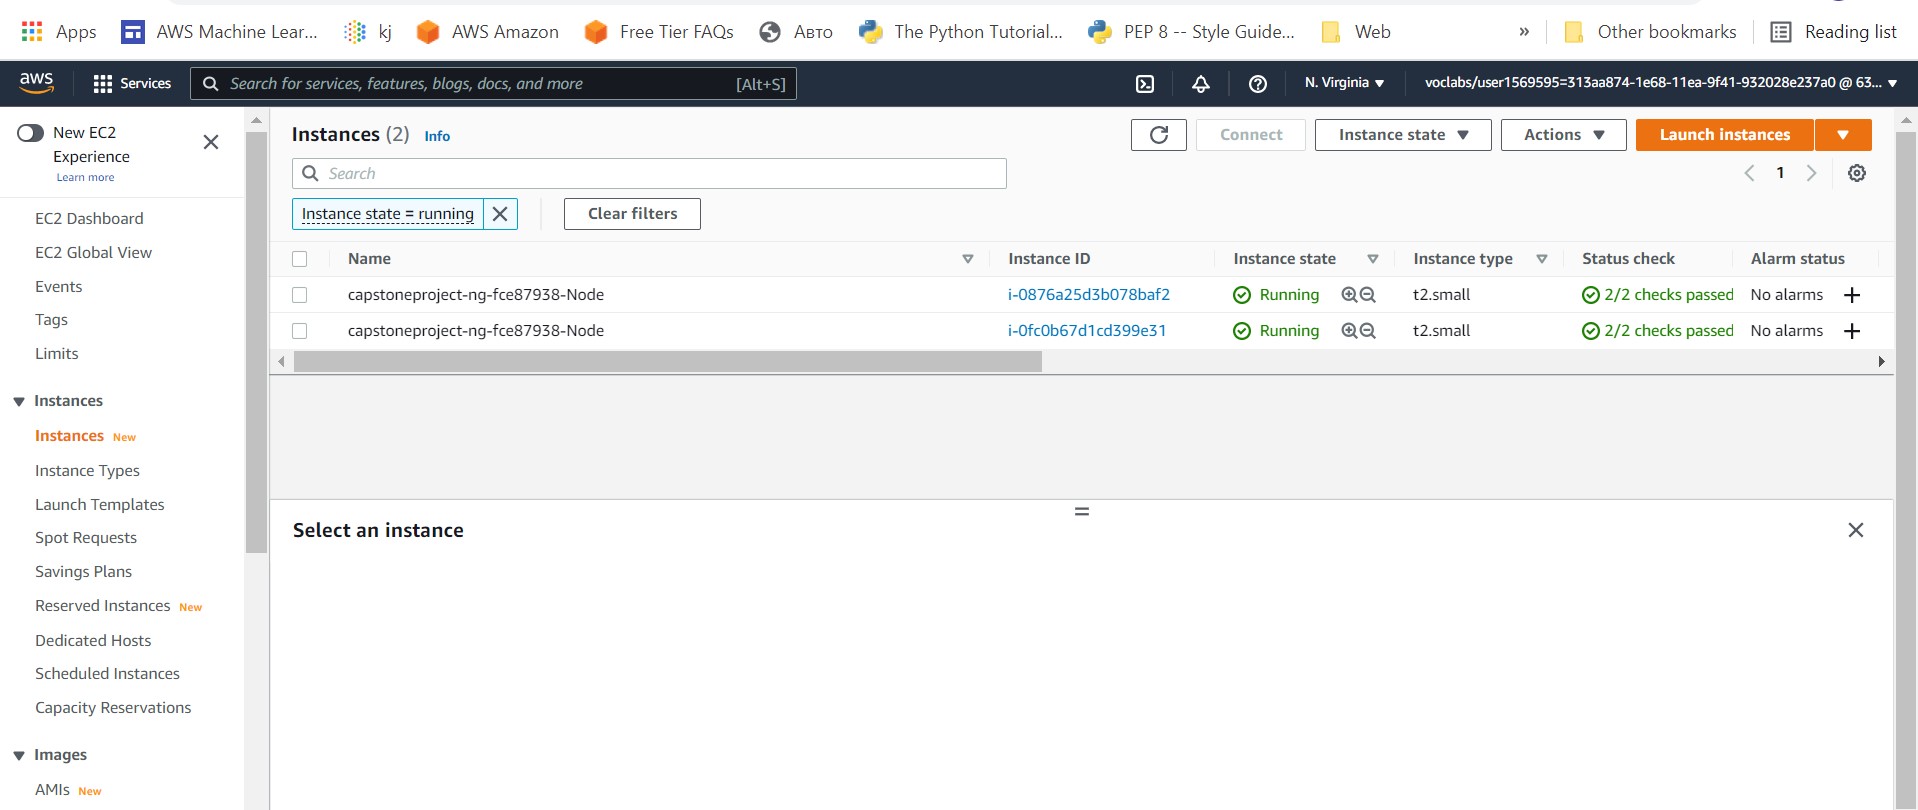 Apps AWS Machine Lear... kj AWS Amazon Free Tier FAQs Авто The Python Tutorial... PEP 8 -- Style Guide... Web » Other bookmarks Reading list
aws Services Search for services, features, blogs, docs, and more [Alt+S] N. Virginia voclabs/user1569595=313aa874-1e68-11ea-9f41-932028e237a0 @ 63...
New EC2
Experience
Learn more
EC2 Dashboard
EC2 Global View
Events
Tags
Limits
Instances
Instances New
Instance Types
Launch Templates
Spot Requests
Savings Plans
Reserved Instances New
Dedicated Hosts
Scheduled Instances
Capacity Reservations
Images
AMIs New
Instances (2) Info Connect Instance state Actions Launch instances
Search 1
Instance state = running Clear filters
Name Instance ID Instance state Instance type Status check Alarm status
capstoneproject-ng-fce87938-Node i-0876a25d3b078baf2 Running t2.small 2/2 checks passed No alarms +
capstoneproject-ng-fce87938-Node i-0fc0b67d1cd399e31 Running t2.small 2/2 checks passed No alarms +
Select an instance